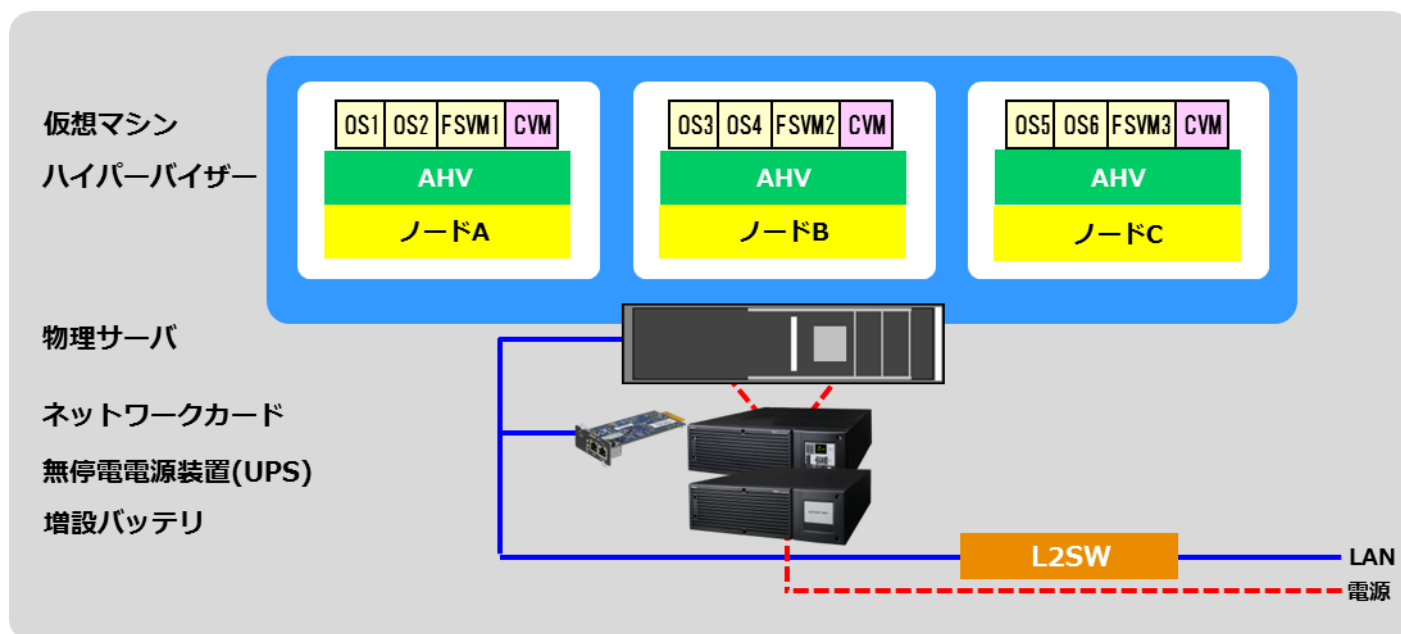 仮想マシン
OS1 OS2 FSVM1 CVM
OS3 OS4 FSVM2 CVM
OS5 OS6 FSVM3 CVM
ハイパーバイザー
AHV
AHV
AHV
ノードA
ノードB
ノードC
物理サーバ
ネットワークカード
無停電電源装置(UPS)
増設バッテリ
L2SW
LAN
電源